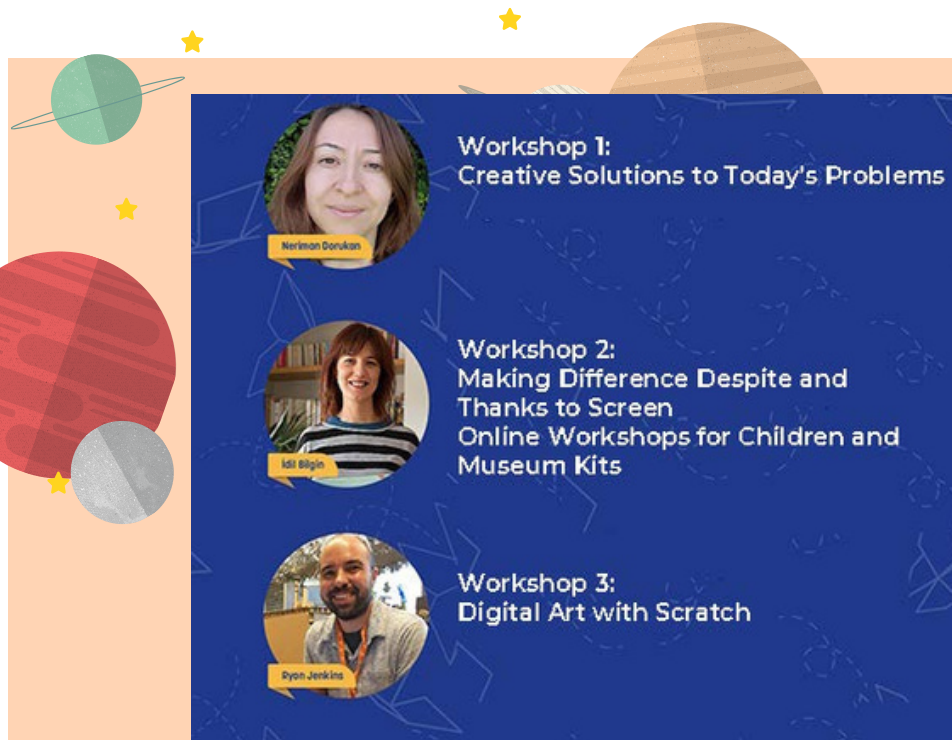 Workshop 1:
Creative Solutions to Today's Problems
Neriman Dorukan
Workshop 2:
Making Difference Despite and
Thanks to Screen
Online Workshops for Children and
Museum Kits
İdil Bilgin
Workshop 3:
Digital Art with Scratch
Ryan Jenkins